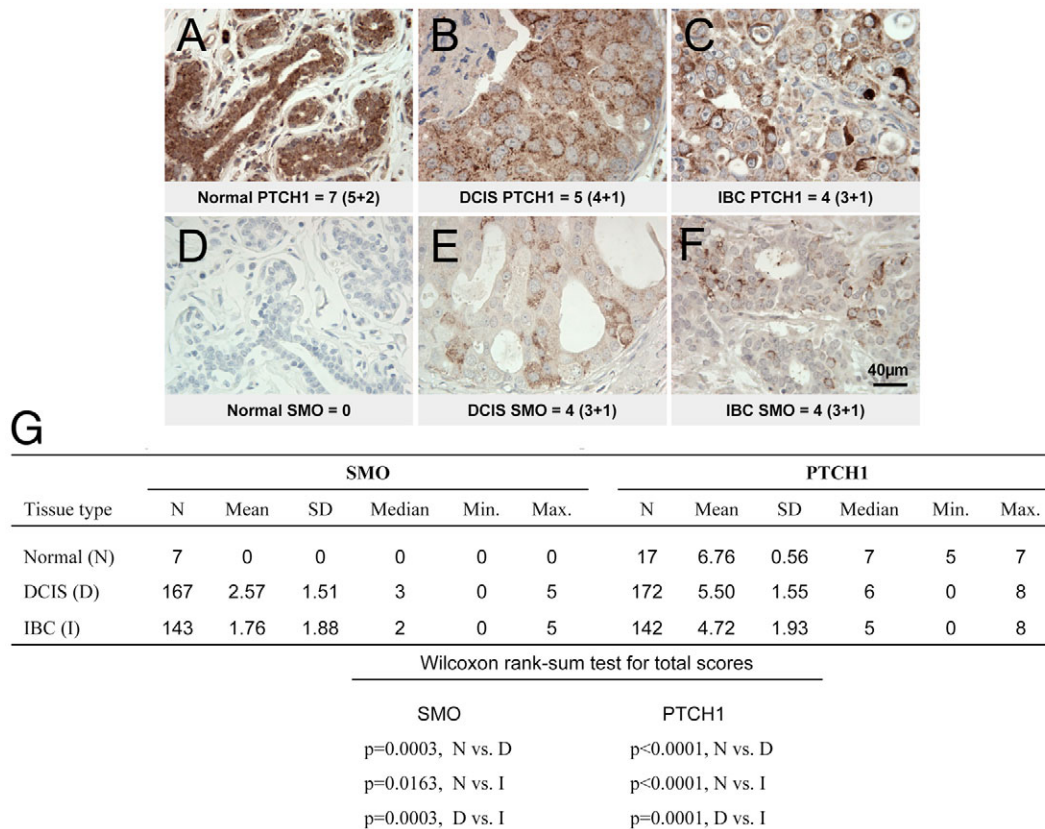 A B C
Normal PTCH1 = 7 (5+2) DCIS PTCH1 = 5 (4+1) IBC PTCH1 = 4 (3+1)
D E F
40µm
Normal SMO = 0 DCIS SMO = 4 (3+1) IBC SMO = 4 (3+1)
G
SMO PTCH1
Tissue type N Mean SD Median Min. Max. N Mean SD Median Min. Max.
Normal (N) 7 0 0 0 0 0 17 6.76 0.56 7 5 7
DCIS (D) 167 2.57 1.51 3 0 5 172 5.50 1.55 6 0 8
IBC (I) 143 1.76 1.88 2 0 5 142 4.72 1.93 5 0 8
Wilcoxon rank-sum test for total scores
SMO PTCH1
p=0.0003, N vs. D p<0.0001, N vs. D
p=0.0163, N vs. I p<0.0001, N vs. I
p=0.0003, D vs. I p=0.0001, D vs. I